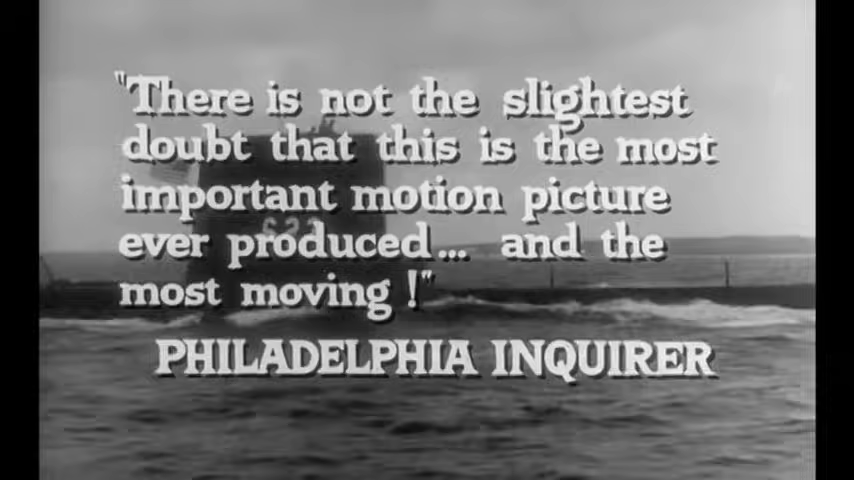 "There is not the slightest
doubt that this is the most
important motion picture
ever produced... and the
most moving!"
PHILADELPHIA INQUIRER